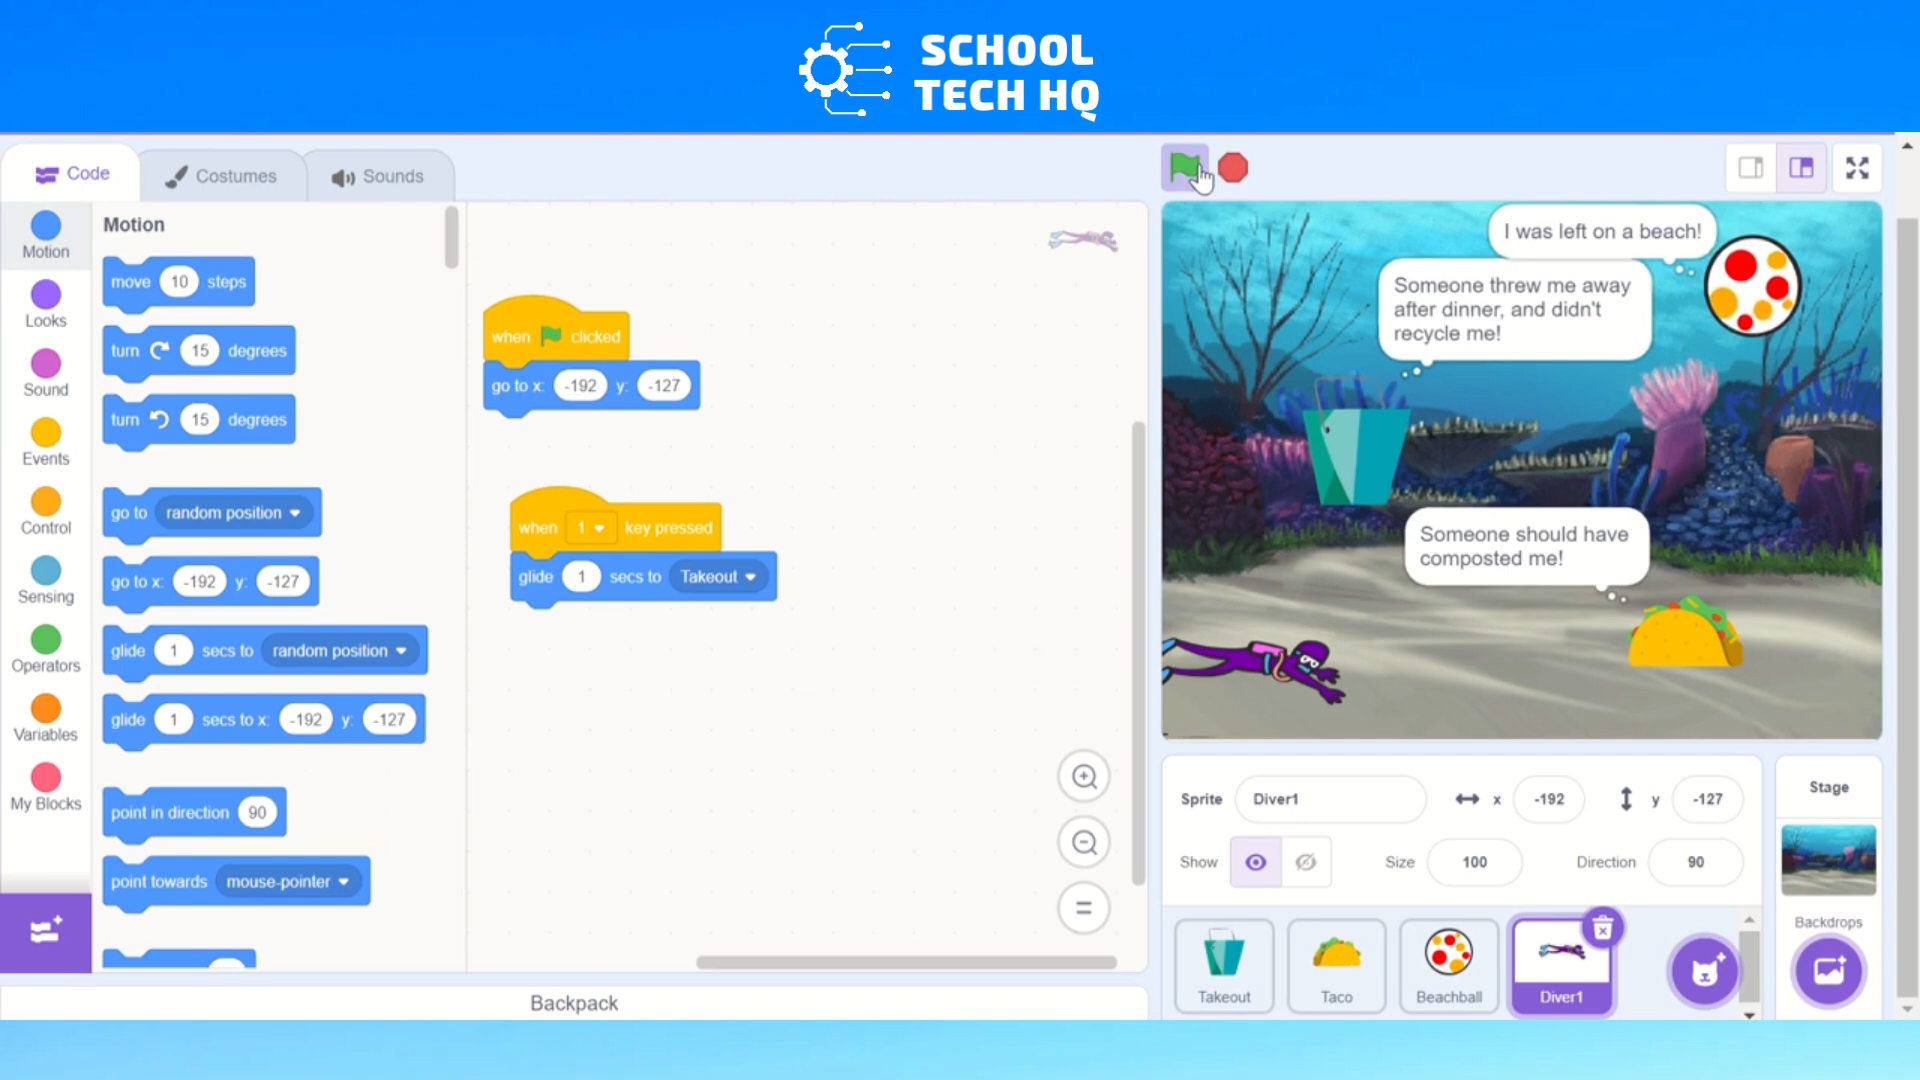 SCHOOL
TECH HQ
Code
Costumes
Sounds
Motion
Looks
Sound
Events
Control
Sensing
Operators
Variables
My Blocks
Motion
move 10 steps
turn 15 degrees
turn 15 degrees
go to random position
go to x: -192 y: -127
glide 1 secs to random position
glide 1 secs to x: -192 y: -127
point in direction 90
point towards mouse-pointer
when clicked
go to x: -192 y: -127
when 1 key pressed
glide 1 secs to Takeout
Backpack
I was left on a beach!
Someone threw me away
after dinner, and didn't
recycle me!
Someone should have
composted me!
Sprite Diver1 x -192 y -127
Show Size 100 Direction 90
Takeout
Taco
Beachball
Diver1
Stage
Backdrops